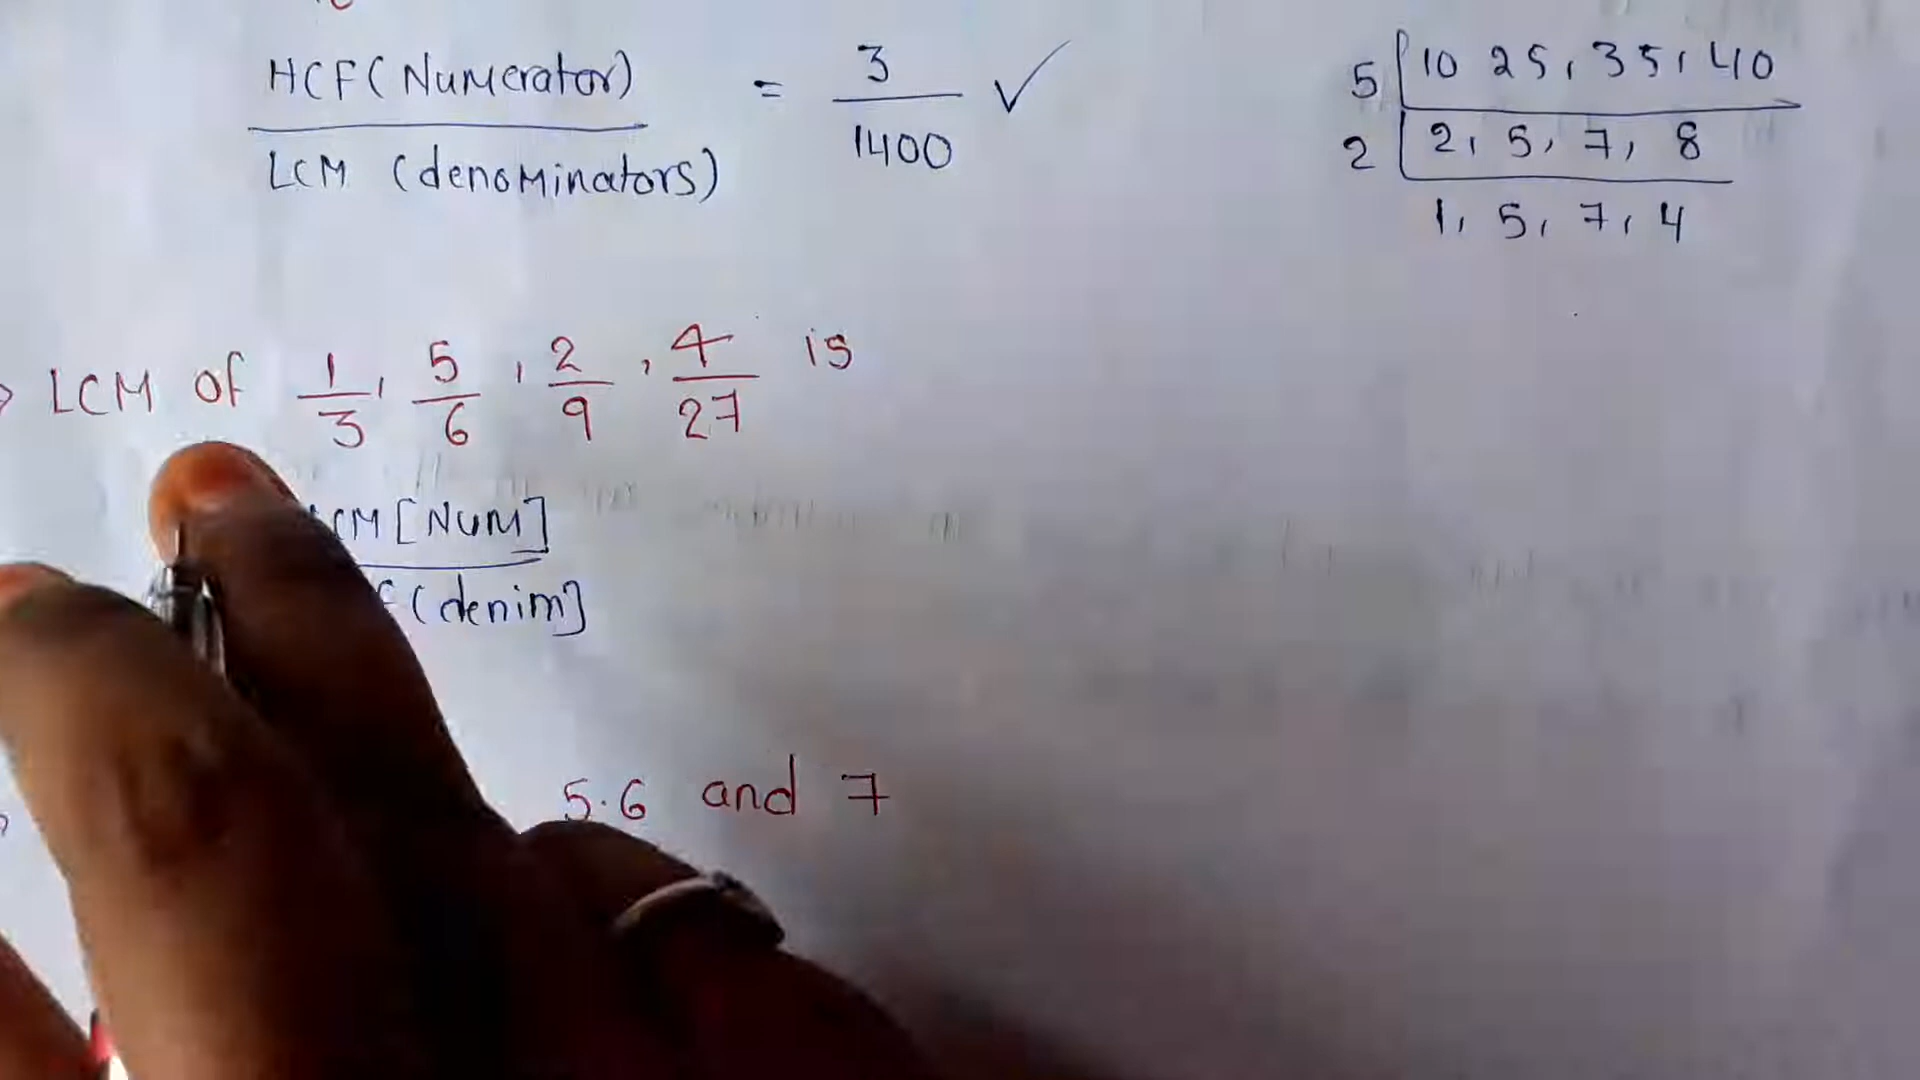 HCF(Numerator) = 3 ✓
LCM (denominators) 1400
5 10 25, 35, 40
2 2, 5, 7, 8
1, 5, 7, 4
LCM of 1/3, 5/6, 2/9, 4/27 is
CM [NUM]
(denim]
5.6 and 7